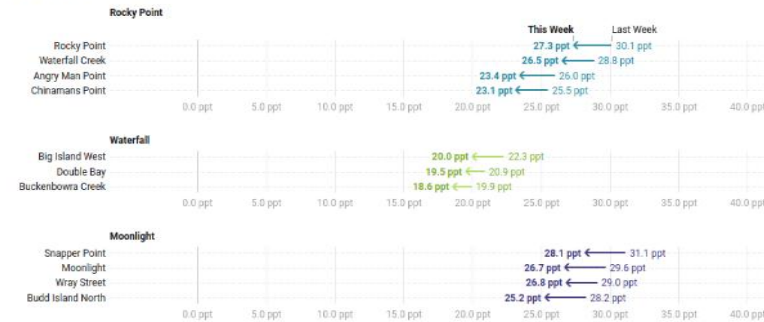 Rocky Point
This Week Last Week
Rocky Point 27.3 ppt 30.1 ppt
Waterfall Creek 26.5 ppt 28.8 ppt
Angry Man Point 23.4 ppt 26.0 ppt
Chinamans Point 23.1 ppt 25.5 ppt
0.0 ppt 5.0 ppt 10.0 ppt 15.0 ppt 20.0 ppt 25.0 ppt 30.0 ppt 35.0 ppt 40.0 ppt
Waterfall
Big Island West 20.0 ppt 22.3 ppt
Double Bay 19.5 ppt 20.9 ppt
Buckenbowra Creek 18.6 ppt 19.9 ppt
0.0 ppt 5.0 ppt 10.0 ppt 15.0 ppt 20.0 ppt 25.0 ppt 30.0 ppt 35.0 ppt 40.0 ppt
Moonlight
Snapper Point 28.1 ppt 31.1 ppt
Moonlight 26.7 ppt 29.6 ppt
Wray Street 26.8 ppt 29.0 ppt
Budd Island North 25.2 ppt 28.2 ppt
0.0 ppt 5.0 ppt 10.0 ppt 15.0 ppt 20.0 ppt 25.0 ppt 30.0 ppt 35.0 ppt 40.0 ppt